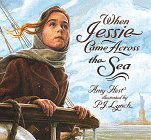 When
Jessie
Came Across
the Sea
Amy Hest
illustrated by
P.J. Lynch